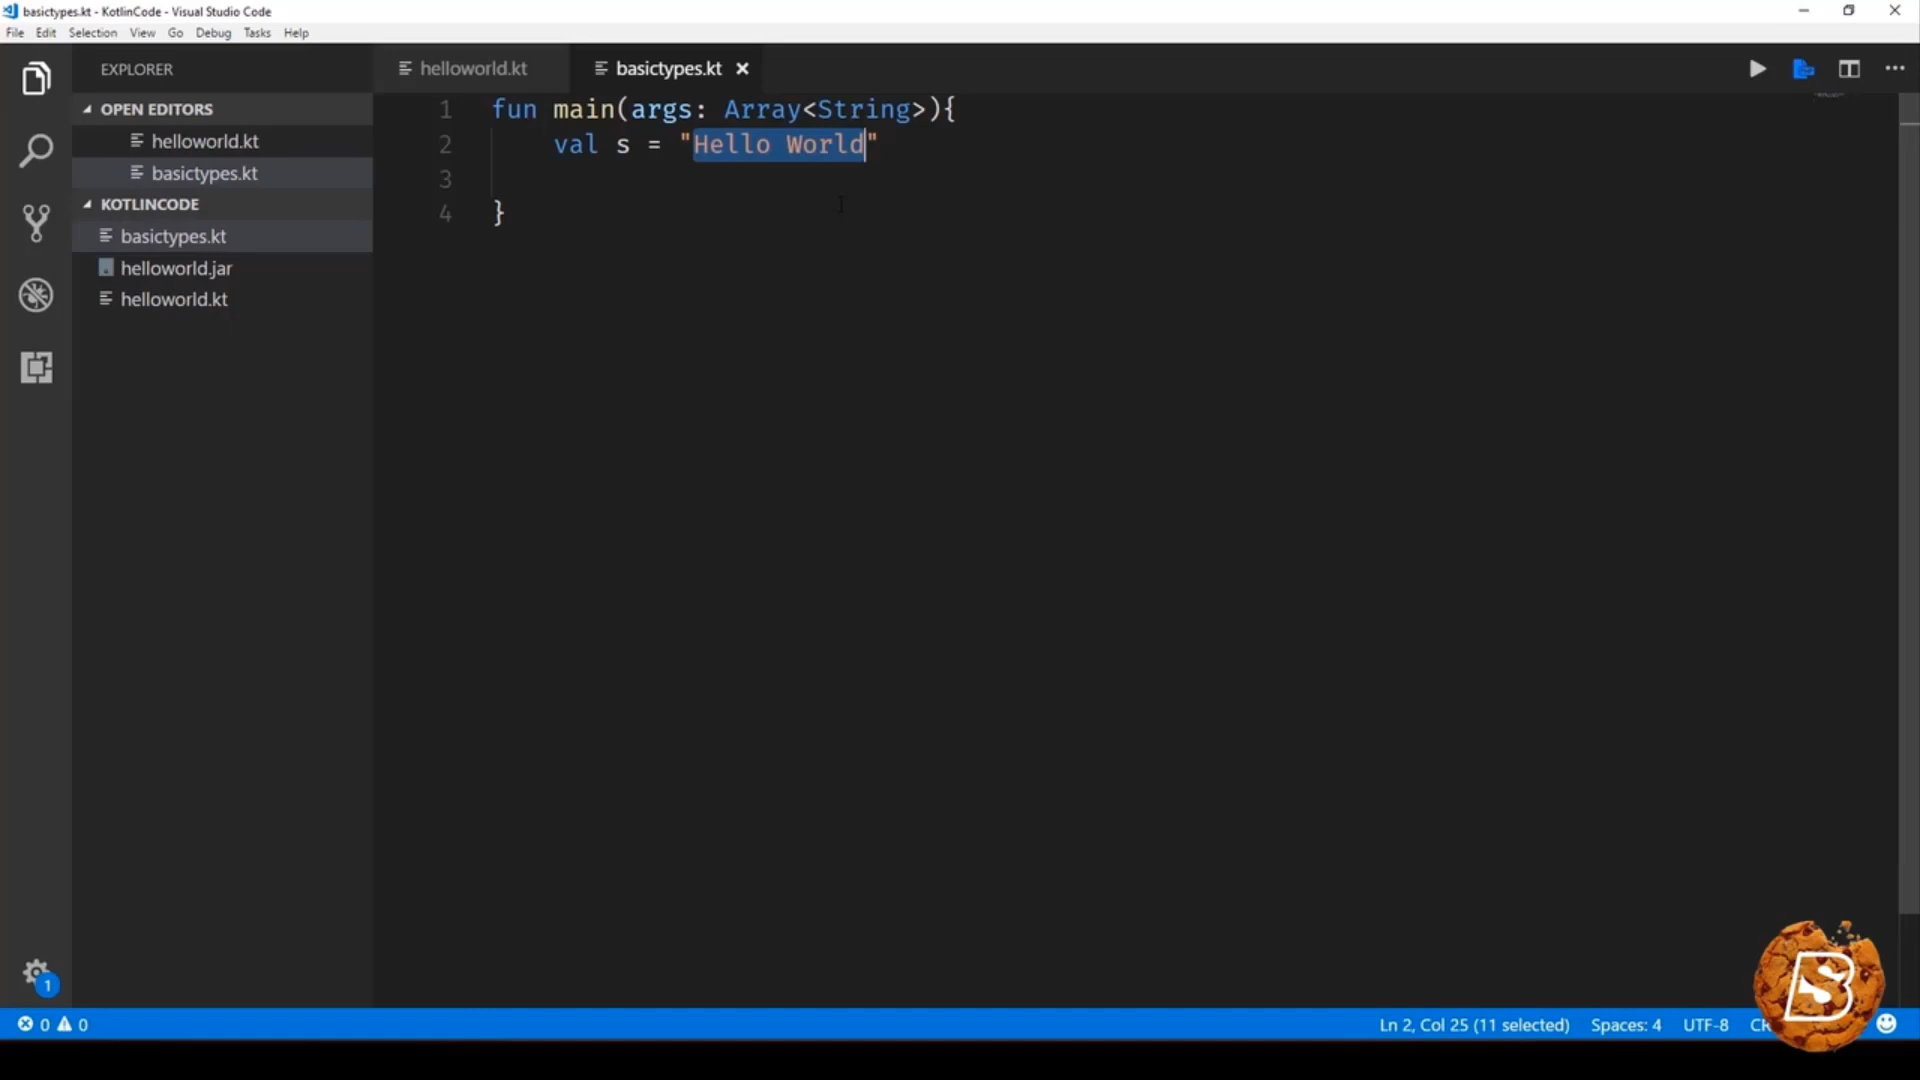 basictypes.kt - KotlinCode - Visual Studio Code
File Edit Selection View Go Debug Tasks Help
EXPLORER
OPEN EDITORS
helloworld.kt
basictypes.kt
KOTLINCODE
basictypes.kt
helloworld.jar
helloworld.kt
helloworld.kt basictypes.kt
1 fun main(args: Array<String>){
2 val s = "Hello World"
3
4 }
1
0 0 Ln 2, Col 25 (11 selected) Spaces: 4 UTF-8